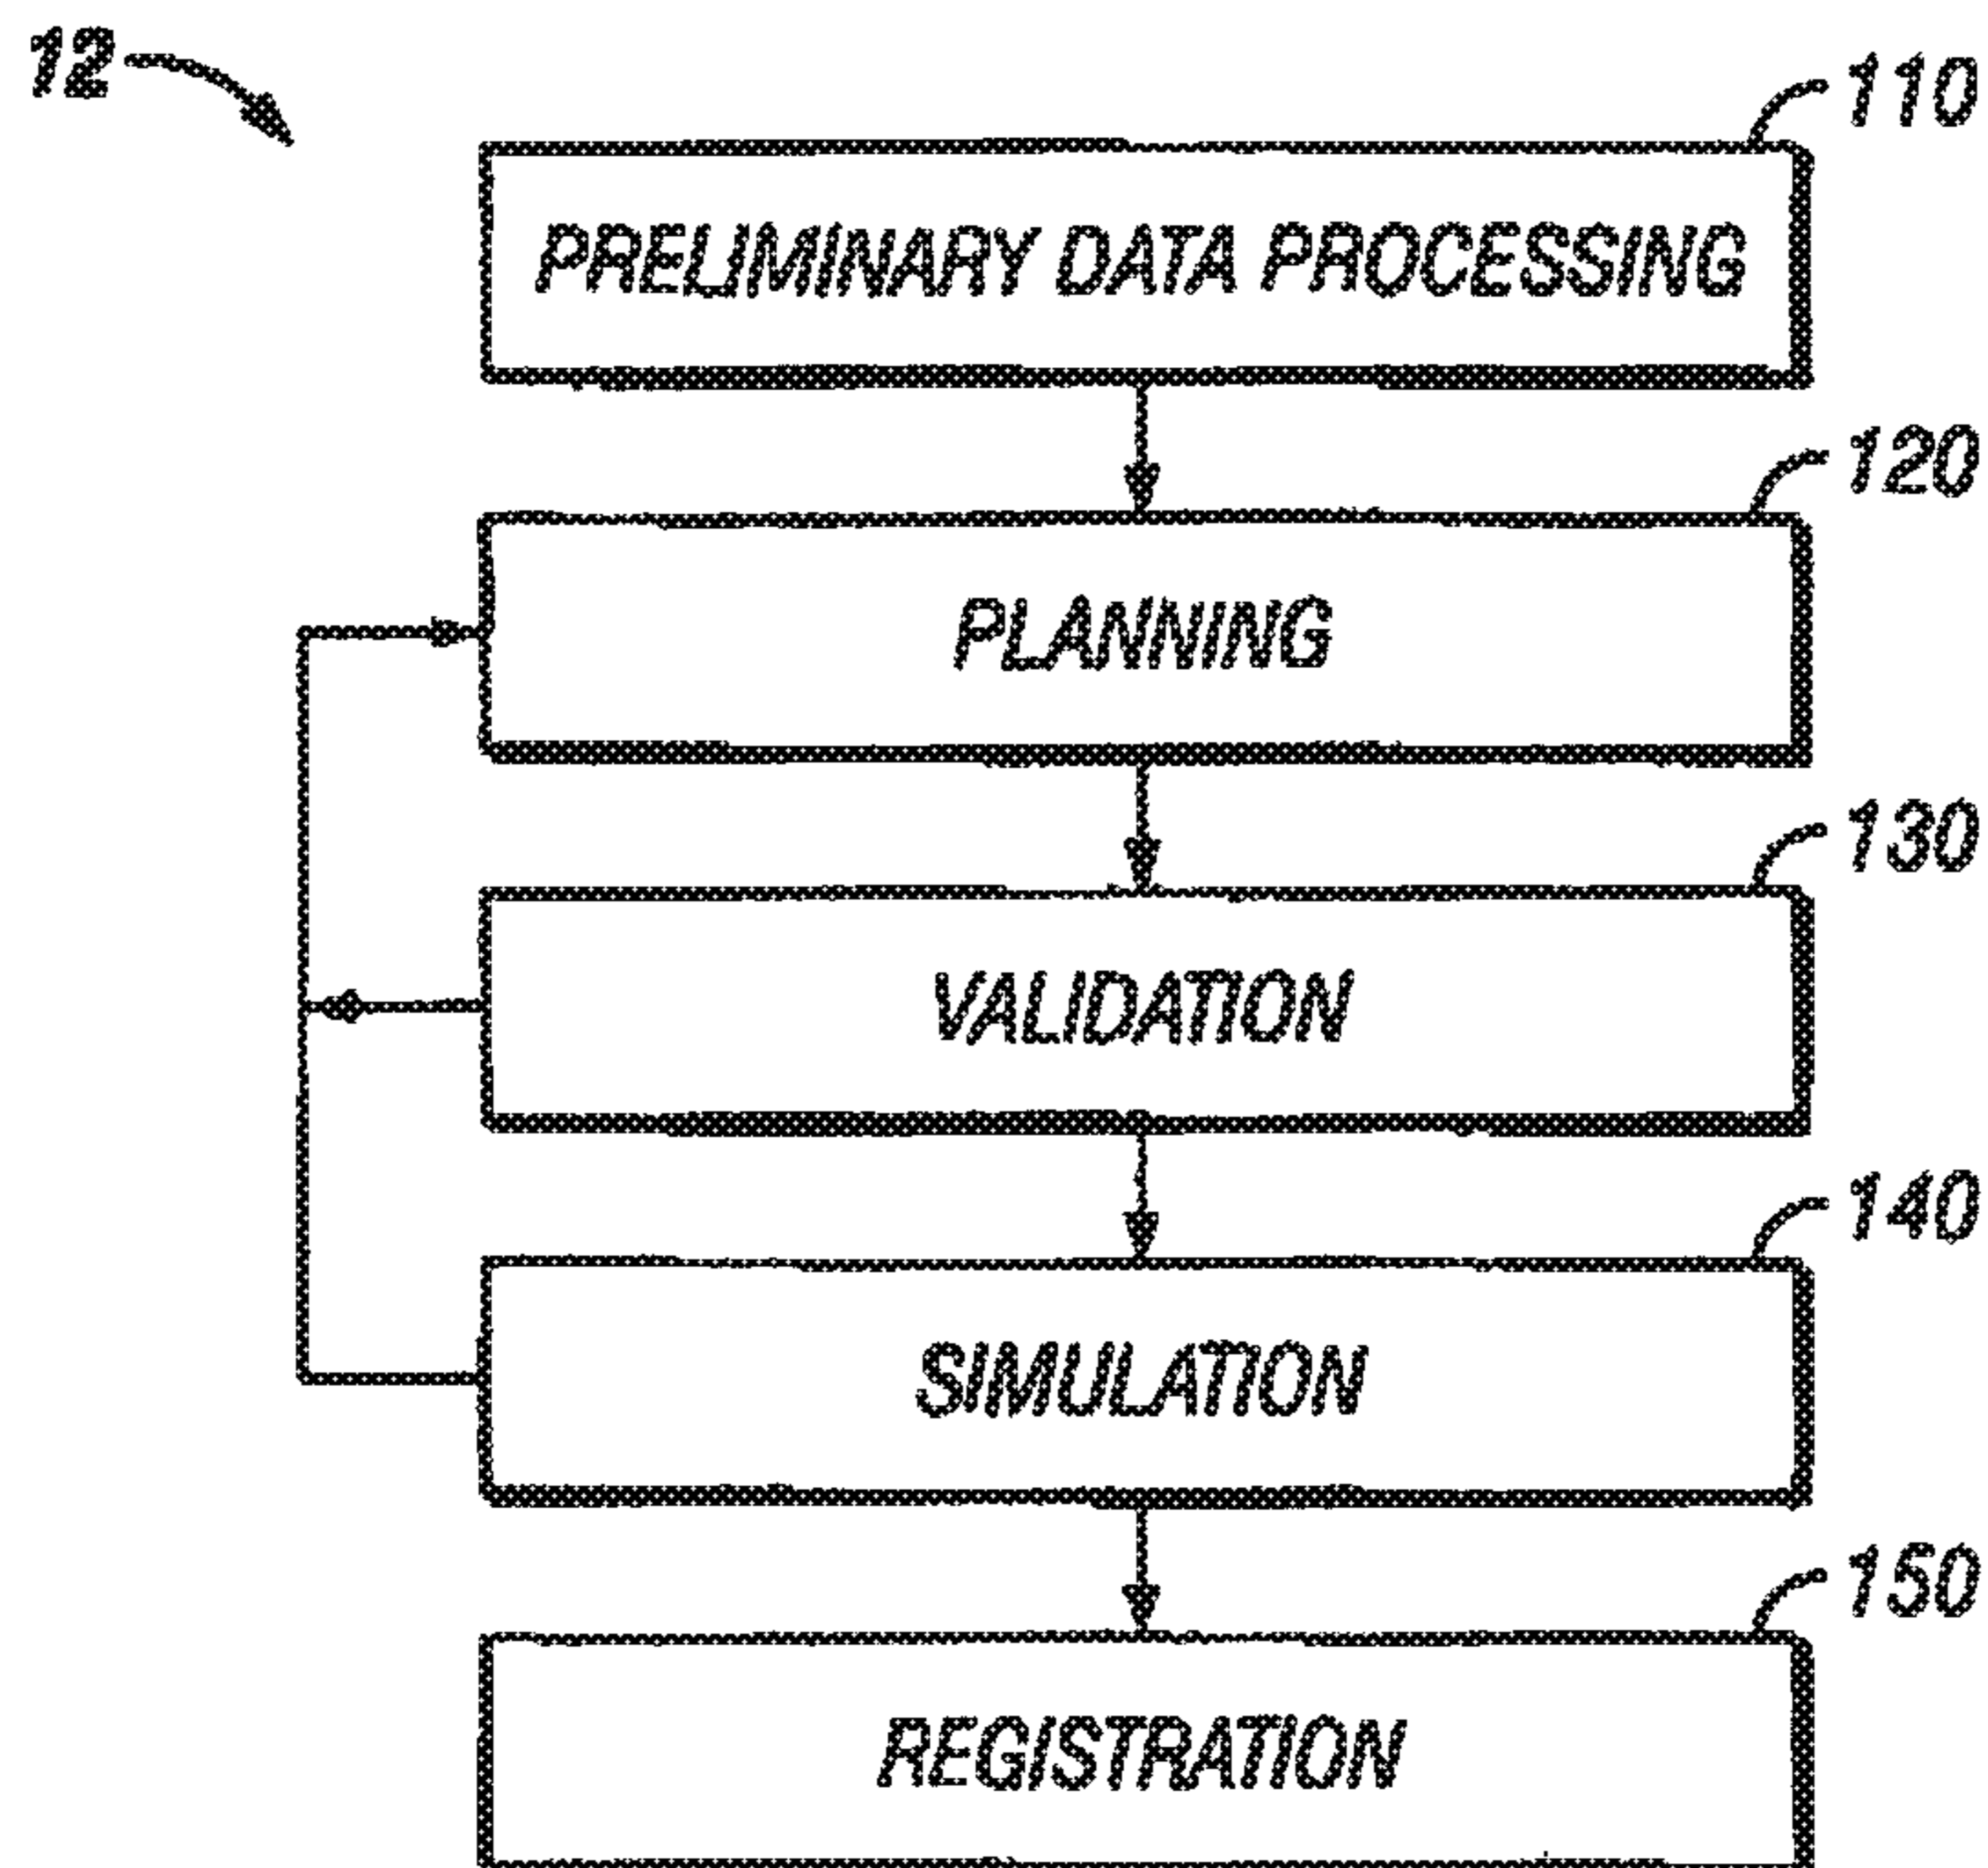 12
110
PRELIMINARY DATA PROCESSING
120
PLANNING
130
VALIDATION
140
SIMULATION
150
REGISTRATION